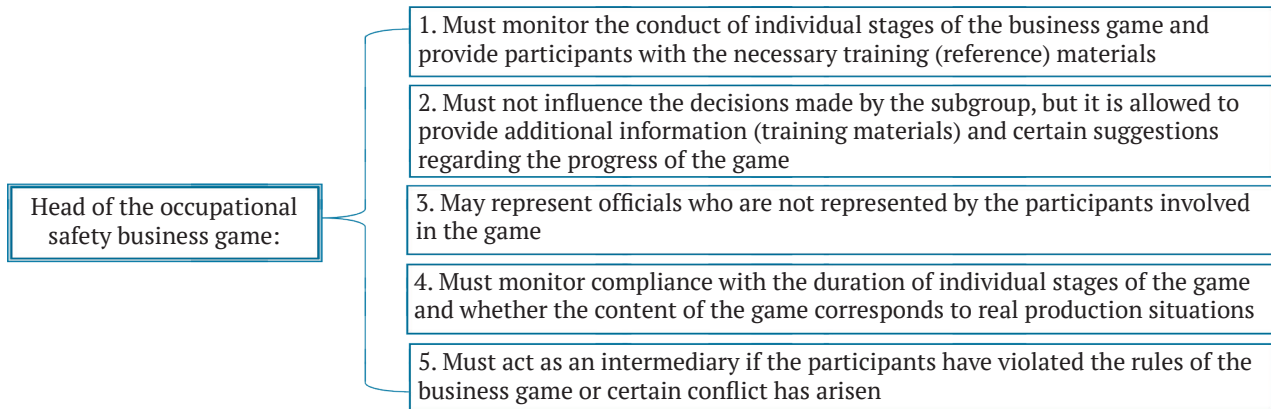 1. Must monitor the conduct of individual stages of the business game and
provide participants with the necessary training (reference) materials
2. Must not influence the decisions made by the subgroup, but it is allowed to
provide additional information (training materials) and certain suggestions
regarding the progress of the game
Head of the occupational
safety business game:
3. May represent officials who are not represented by the participants involved
in the game
4. Must monitor compliance with the duration of individual stages of the game
and whether the content of the game corresponds to real production situations
5. Must act as an intermediary if the participants have violated the rules of the
business game or certain conflict has arisen